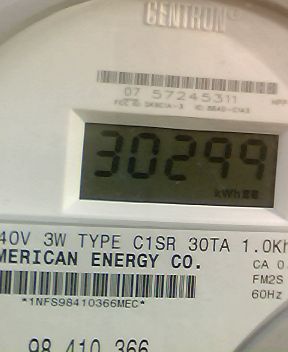 CENTRON®
07 57245311
30299
kWh
40V 3W TYPE C1SR 30TA 1.0Kh
MERICAN ENERGY CO.
CA 0.
FM2S
*1NFS98410366MEC*
60Hz
98 410 366